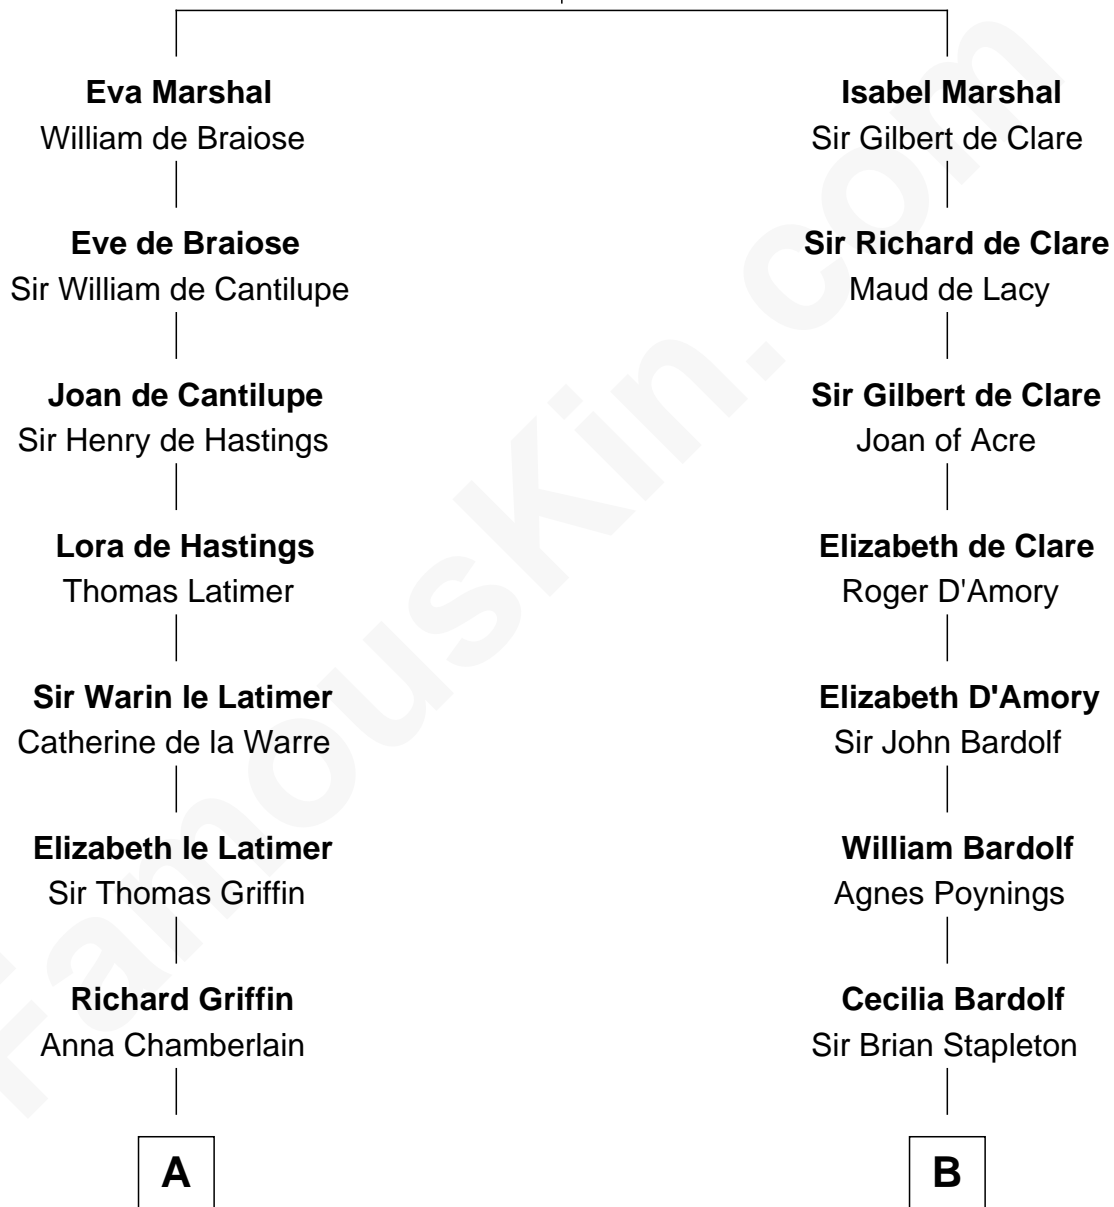 Eva Marshal
William de Braiose
Eve de Braiose
Sir William de Cantilupe
Joan de Cantilupe
Sir Henry de Hastings
Lora de Hastings
Thomas Latimer
Sir Warin le Latimer
Catherine de la Warre
Elizabeth le Latimer
Sir Thomas Griffin
Richard Griffin
Anna Chamberlain
A
Isabel Marshal
Sir Gilbert de Clare
Sir Richard de Clare
Maud de Lacy
Sir Gilbert de Clare
Joan of Acre
Elizabeth de Clare
Roger D'Amory
Elizabeth D'Amory
Sir John Bardolf
William Bardolf
Agnes Poynings
Cecilia Bardolf
Sir Brian Stapleton
B
FamousKin.com